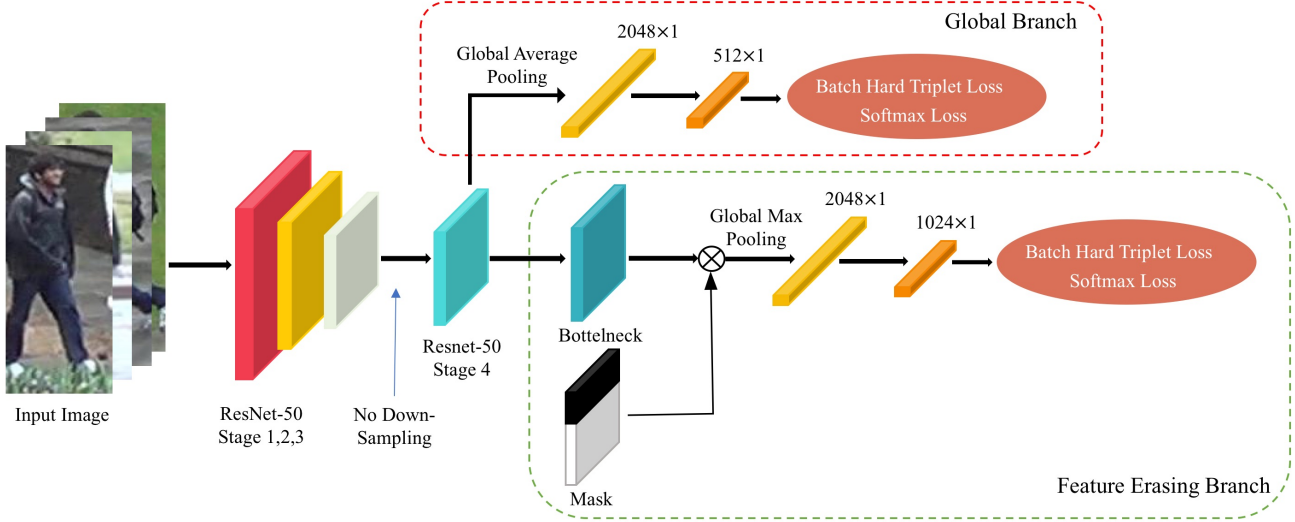 Global Branch
Global Average
Pooling
2048×1
512×1
Batch Hard Triplet Loss
Softmax Loss
Input Image
ResNet-50
Stage 1,2,3
No Down-
Sampling
Resnet-50
Stage 4
Bottelneck
Mask
Global Max
Pooling
2048×1
1024×1
Batch Hard Triplet Loss
Softmax Loss
Feature Erasing Branch